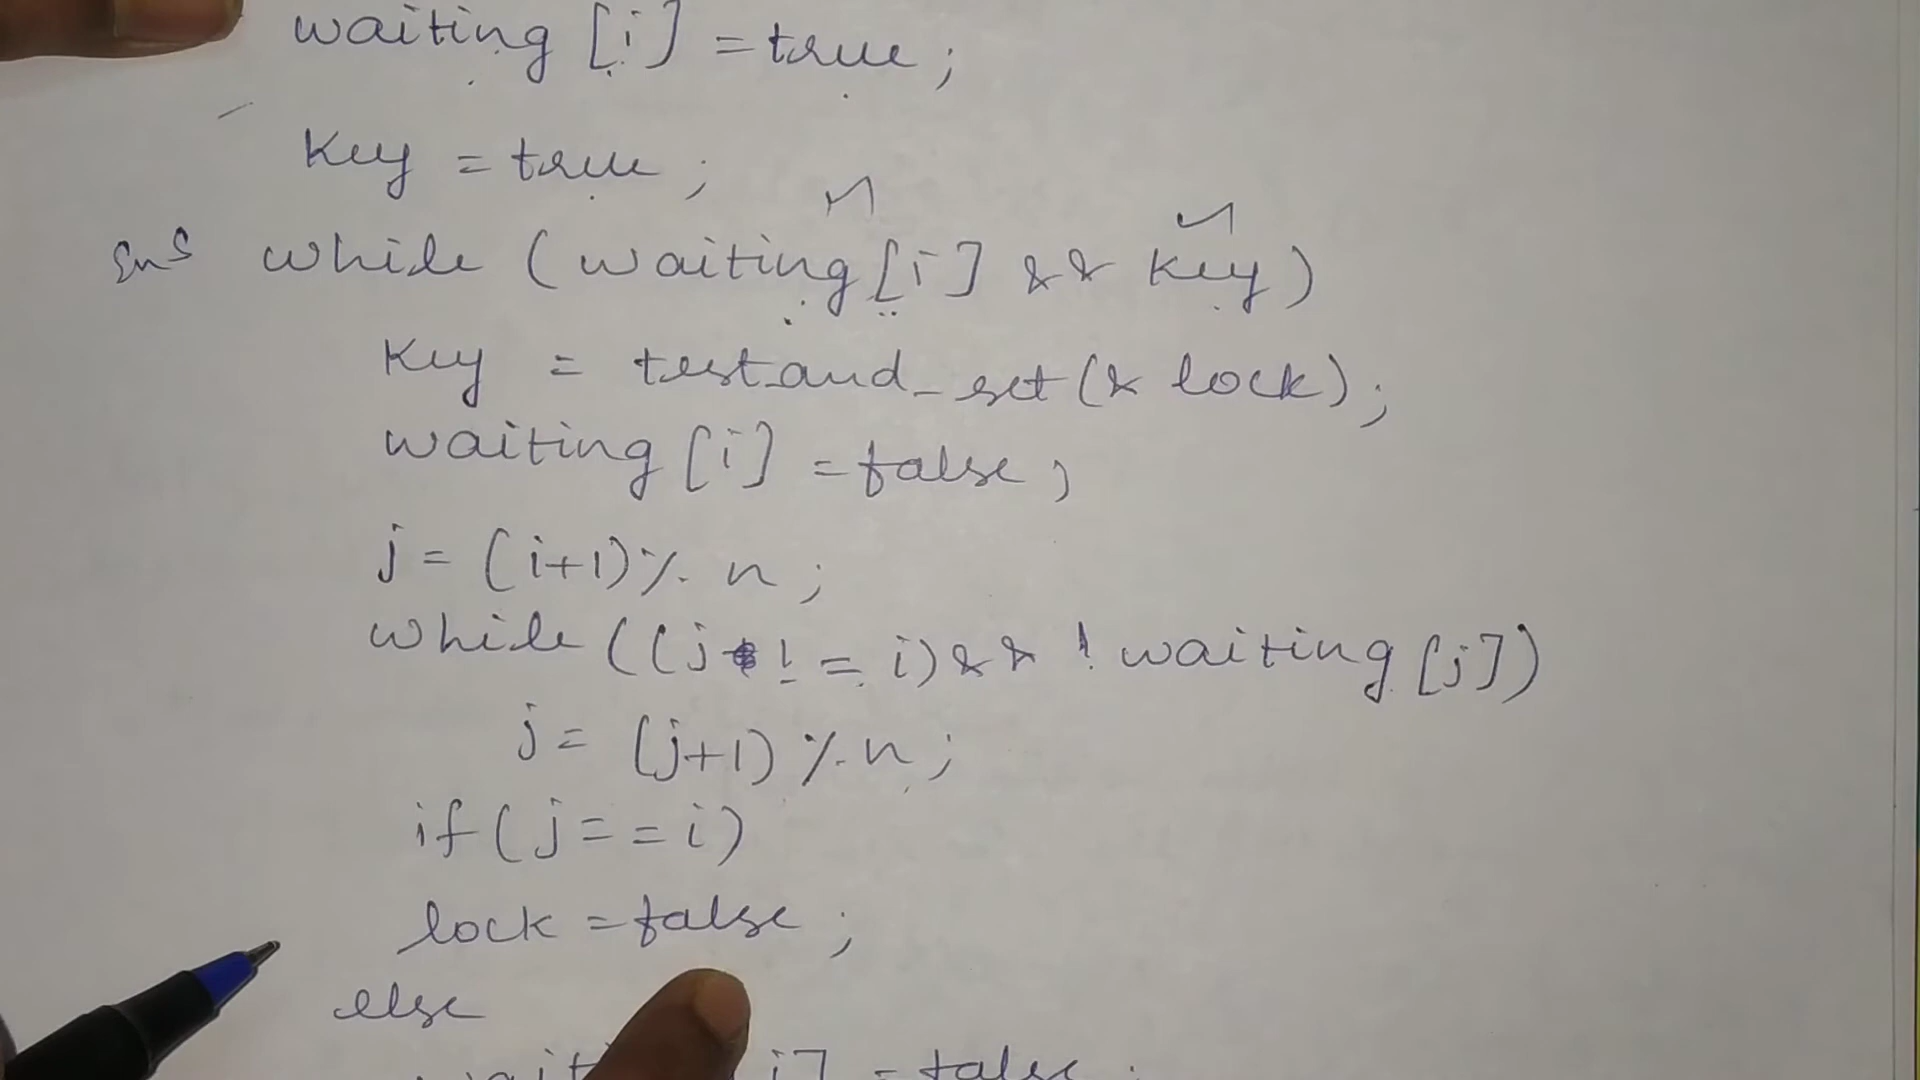 waiting [i] = true;
Key = true;
while (waiting [i] && Key)
Key = test_and_set (& lock);
waiting [i] = false;
j = (i+1) % n;
while ((j != i) && ! waiting [j])
j = (j+1) % n;
if (j == i)
lock = false;
else
= false;